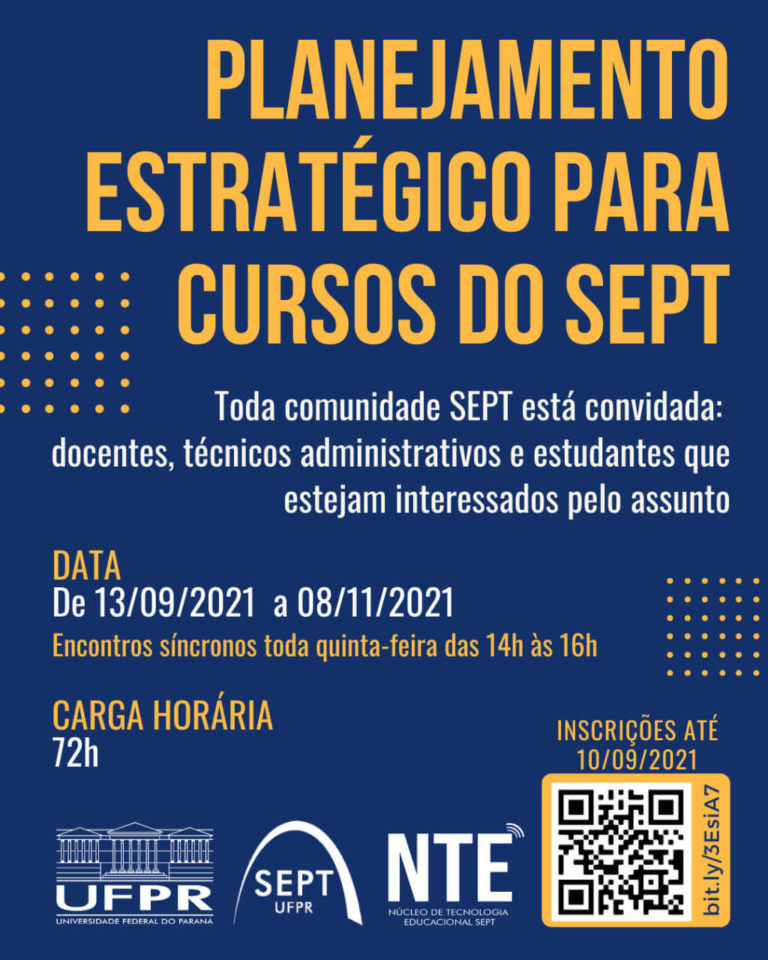 PLANEJAMENTO
ESTRATÉGICO PARA
CURSOS DO SEPT
Toda comunidade SEPT está convidada:
docentes, técnicos administrativos e estudantes que
estejam interessados pelo assunto
DATA
De 13/09/2021 a 08/11/2021
Encontros síncronos toda quinta-feira das 14h às 16h
CARGA HORÁRIA
72h
INSCRIÇÕES ATÉ
10/09/2021
bit.ly/3EsiA7
UFPR
UNIVERSIDADE FEDERAL DO PARANÁ
SEPT
UFPR
NTE
NÚCLEO DE TECNOLOGIA
EDUCACIONAL SEPT